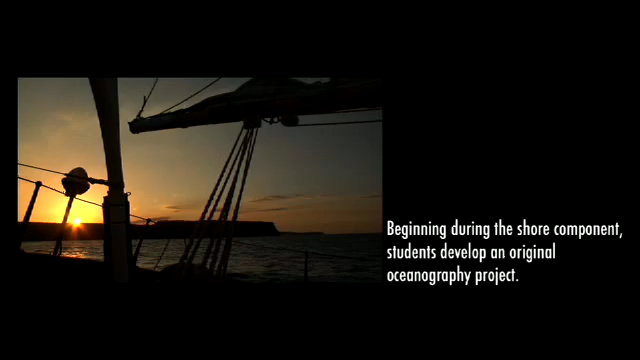 Beginning during the shore component,
students develop an original
oceanography project.